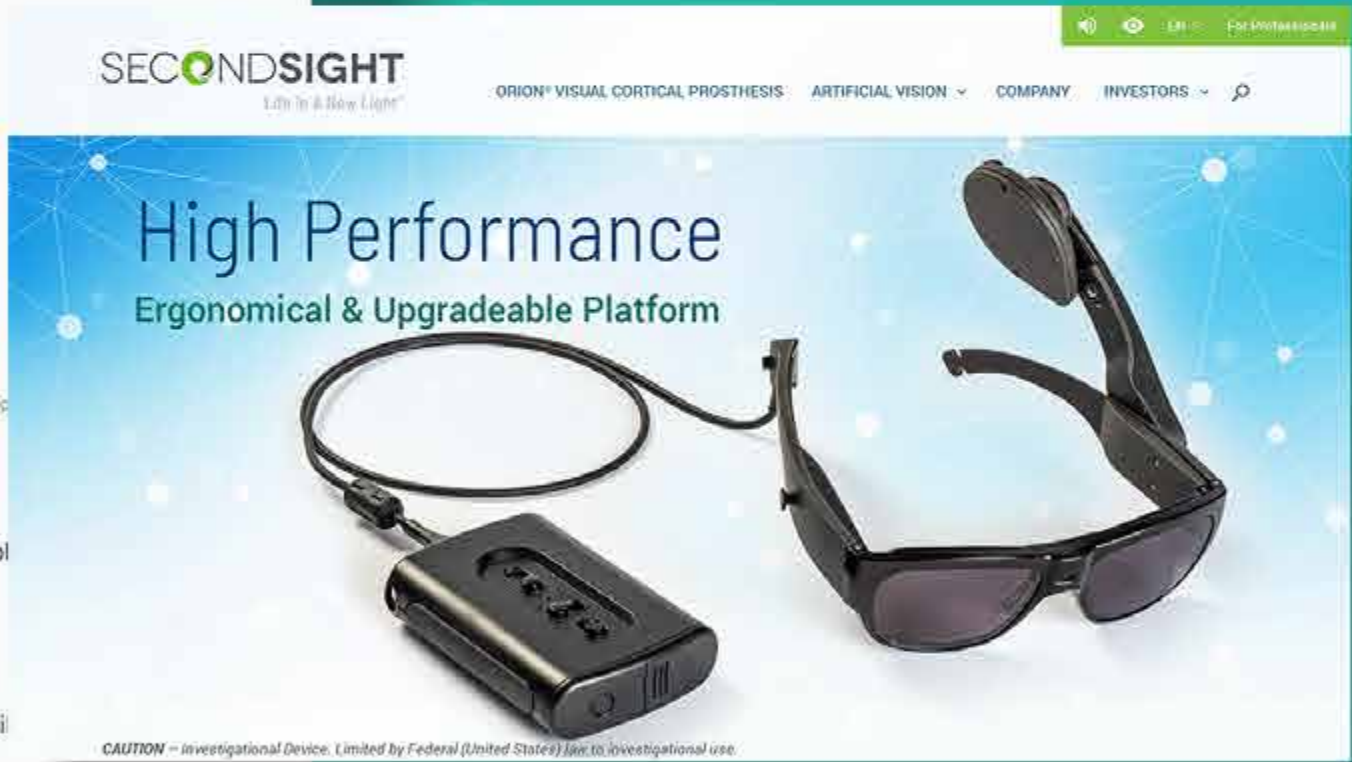 EN For Professionals
SECONDSIGHT
Life in a New Light
ORION® VISUAL CORTICAL PROSTHESIS ARTIFICIAL VISION COMPANY INVESTORS
High Performance
Ergonomical & Upgradeable Platform
CAUTION – Investigational Device. Limited by Federal (United States) law to investigational use.